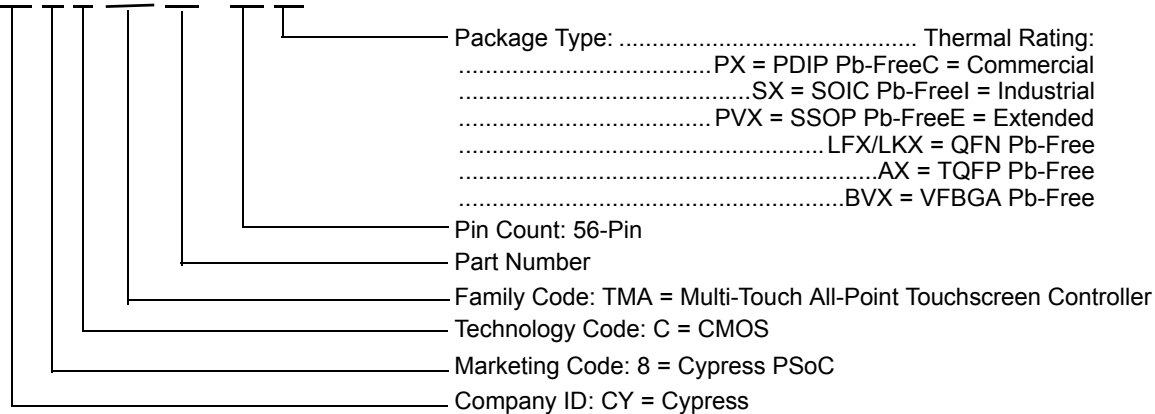 Package Type: ............................................. Thermal Rating:
......................................PX = PDIP Pb-FreeC = Commercial
............................................SX = SOIC Pb-FreeI = Industrial
......................................PVX = SSOP Pb-FreeE = Extended
.......................................................LFX/LKX = QFN Pb-Free
...............................................................AX = TQFP Pb-Free
..........................................................BVX = VFBGA Pb-Free
Pin Count: 56-Pin
Part Number
Family Code: TMA = Multi-Touch All-Point Touchscreen Controller
Technology Code: C = CMOS
Marketing Code: 8 = Cypress PSoC
Company ID: CY = Cypress